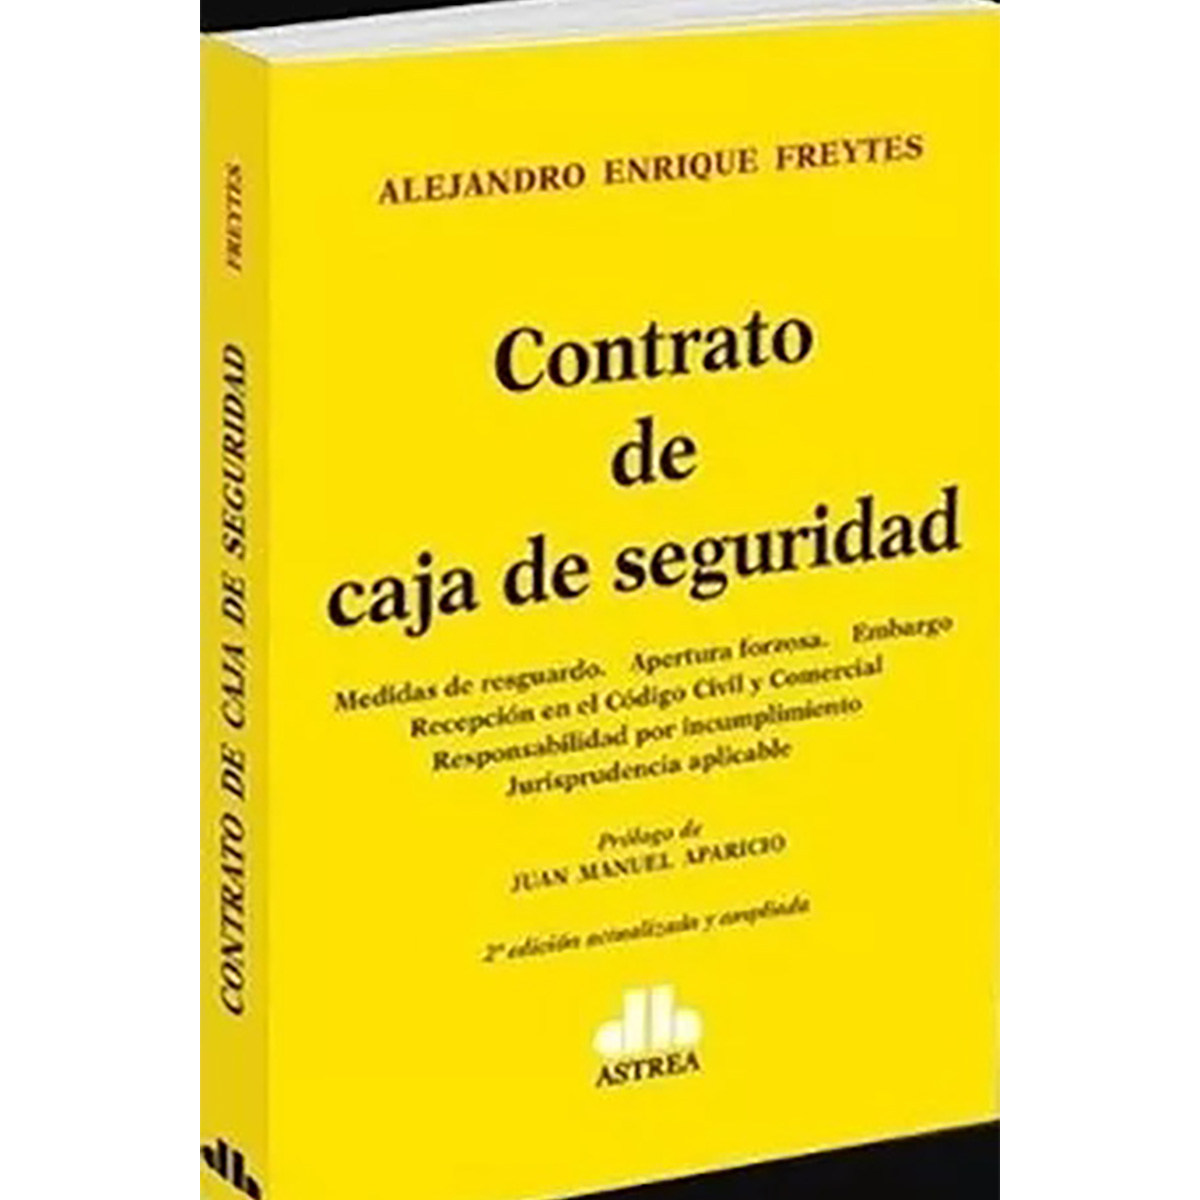 ALEJANDRO ENRIQUE FREYTES
Contrato
de
caja de seguridad
Medidas de resguardo. Apertura forzosa. Embargo
Recepción en el Código Civil y Comercial
Responsabilidad por incumplimiento
Jurisprudencia aplicable
Prólogo de
JUAN MANUEL APARICIO
2ª edición actualizada y ampliada
ASTREA
CONTRATO DE CAJA DE SEGURIDAD FREYTES